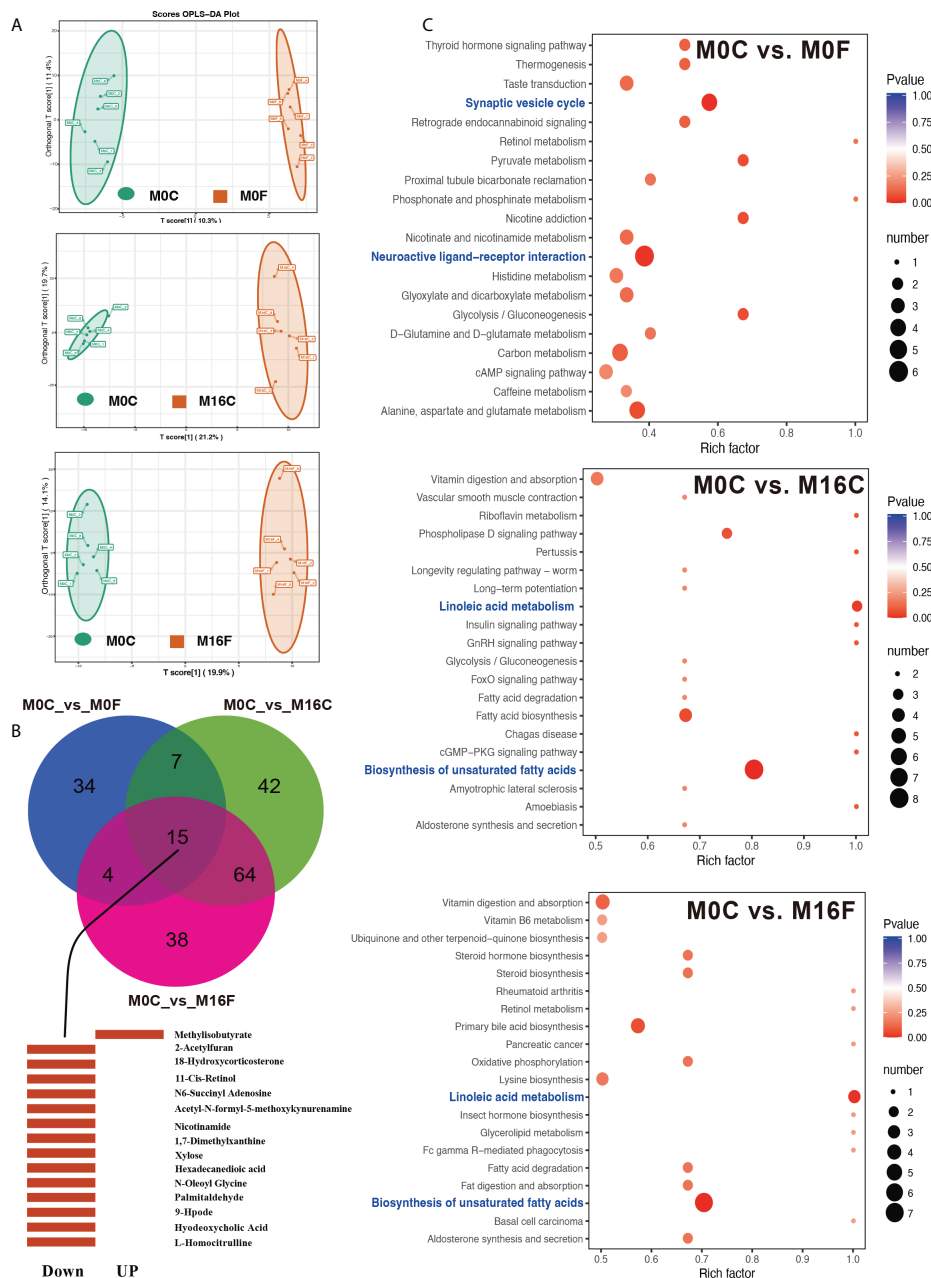 A
Scores OPLS-DA Plot
Orthogonal T score[1] ( 11.4%)
M0C
M0F
T score[1] ( 10.3% )
Orthogonal T score[1] ( 19.7%)
M0C
M16C
T score[1] ( 21.2%)
Orthogonal T score[1] ( 14.1%)
M0C
M16F
T score[1] ( 19.9%)
B
M0C_vs_M0F
M0C_vs_M16C
34
7
42
15
4
64
38
M0C_vs_M16F
Methylisobutyrate
2-Acetylfuran
18-Hydroxycorticosterone
11-Cis-Retinol
N6-Succinyl Adenosine
Acetyl-N-formyl-5-methoxykynurenamine
Nicotinamide
1,7-Dimethylxanthine
Xylose
Hexadecanedioic acid
N-Oleoyl Glycine
Palmitaldehyde
9-Hpode
Hyodeoxycholic Acid
L-Homocitrulline
Down
UP
C
M0C vs. M0F
Thyroid hormone signaling pathway
Thermogenesis
Taste transduction
Synaptic vesicle cycle
Retrograde endocannabinoid signaling
Retinol metabolism
Pyruvate metabolism
Proximal tubule bicarbonate reclamation
Phosphonate and phosphinate metabolism
Nicotine addiction
Nicotinate and nicotinamide metabolism
Neuroactive ligand−receptor interaction
Histidine metabolism
Glyoxylate and dicarboxylate metabolism
Glycolysis / Gluconeogenesis
D−Glutamine and D−glutamate metabolism
Carbon metabolism
cAMP signaling pathway
Caffeine metabolism
Alanine, aspartate and glutamate metabolism
0.4 0.6 0.8 1.0
Rich factor
Pvalue
1.00
0.75
0.50
0.25
0.00
number
1
2
3
4
5
6
M0C vs. M16C
Vitamin digestion and absorption
Vascular smooth muscle contraction
Riboflavin metabolism
Phospholipase D signaling pathway
Pertussis
Longevity regulating pathway − worm
Long−term potentiation
Linoleic acid metabolism
Insulin signaling pathway
GnRH signaling pathway
Glycolysis / Gluconeogenesis
FoxO signaling pathway
Fatty acid degradation
Fatty acid biosynthesis
Chagas disease
cGMP−PKG signaling pathway
Biosynthesis of unsaturated fatty acids
Amyotrophic lateral sclerosis
Amoebiasis
Aldosterone synthesis and secretion
0.5 0.6 0.7 0.8 0.9 1.0
Rich factor
Pvalue
1.00
0.75
0.50
0.25
0.00
number
2
3
4
5
6
7
8
M0C vs. M16F
Vitamin digestion and absorption
Vitamin B6 metabolism
Ubiquinone and other terpenoid−quinone biosynthesis
Steroid hormone biosynthesis
Steroid biosynthesis
Rheumatoid arthritis
Retinol metabolism
Primary bile acid biosynthesis
Pancreatic cancer
Oxidative phosphorylation
Lysine biosynthesis
Linoleic acid metabolism
Insect hormone biosynthesis
Glycerolipid metabolism
Fc gamma R−mediated phagocytosis
Fatty acid degradation
Fat digestion and absorption
Biosynthesis of unsaturated fatty acids
Basal cell carcinoma
Aldosterone synthesis and secretion
0.5 0.6 0.7 0.8 0.9 1.0
Rich factor
Pvalue
1.00
0.75
0.50
0.25
0.00
number
1
2
3
4
5
6
7